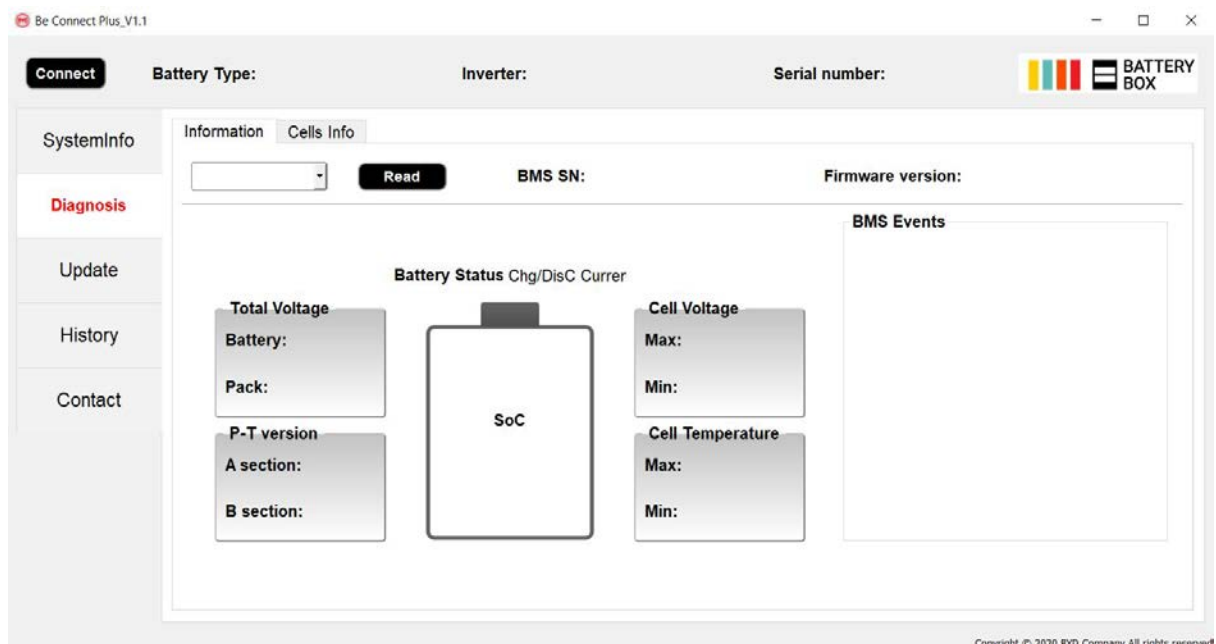 Be Connect Plus_V1.1
Connect
Battery Type:
Inverter:
Serial number:
BATTERY
BOX
SystemInfo
Diagnosis
Update
History
Contact
Information
Cells Info
Read
BMS SN:
Firmware version:
Battery Status Chg/DisC Currer
Total Voltage
Battery:
Pack:
P-T version
A section:
B section:
SoC
Cell Voltage
Max:
Min:
Cell Temperature
Max:
Min:
BMS Events
Copyright © 2020 BYD Company All rights reserved